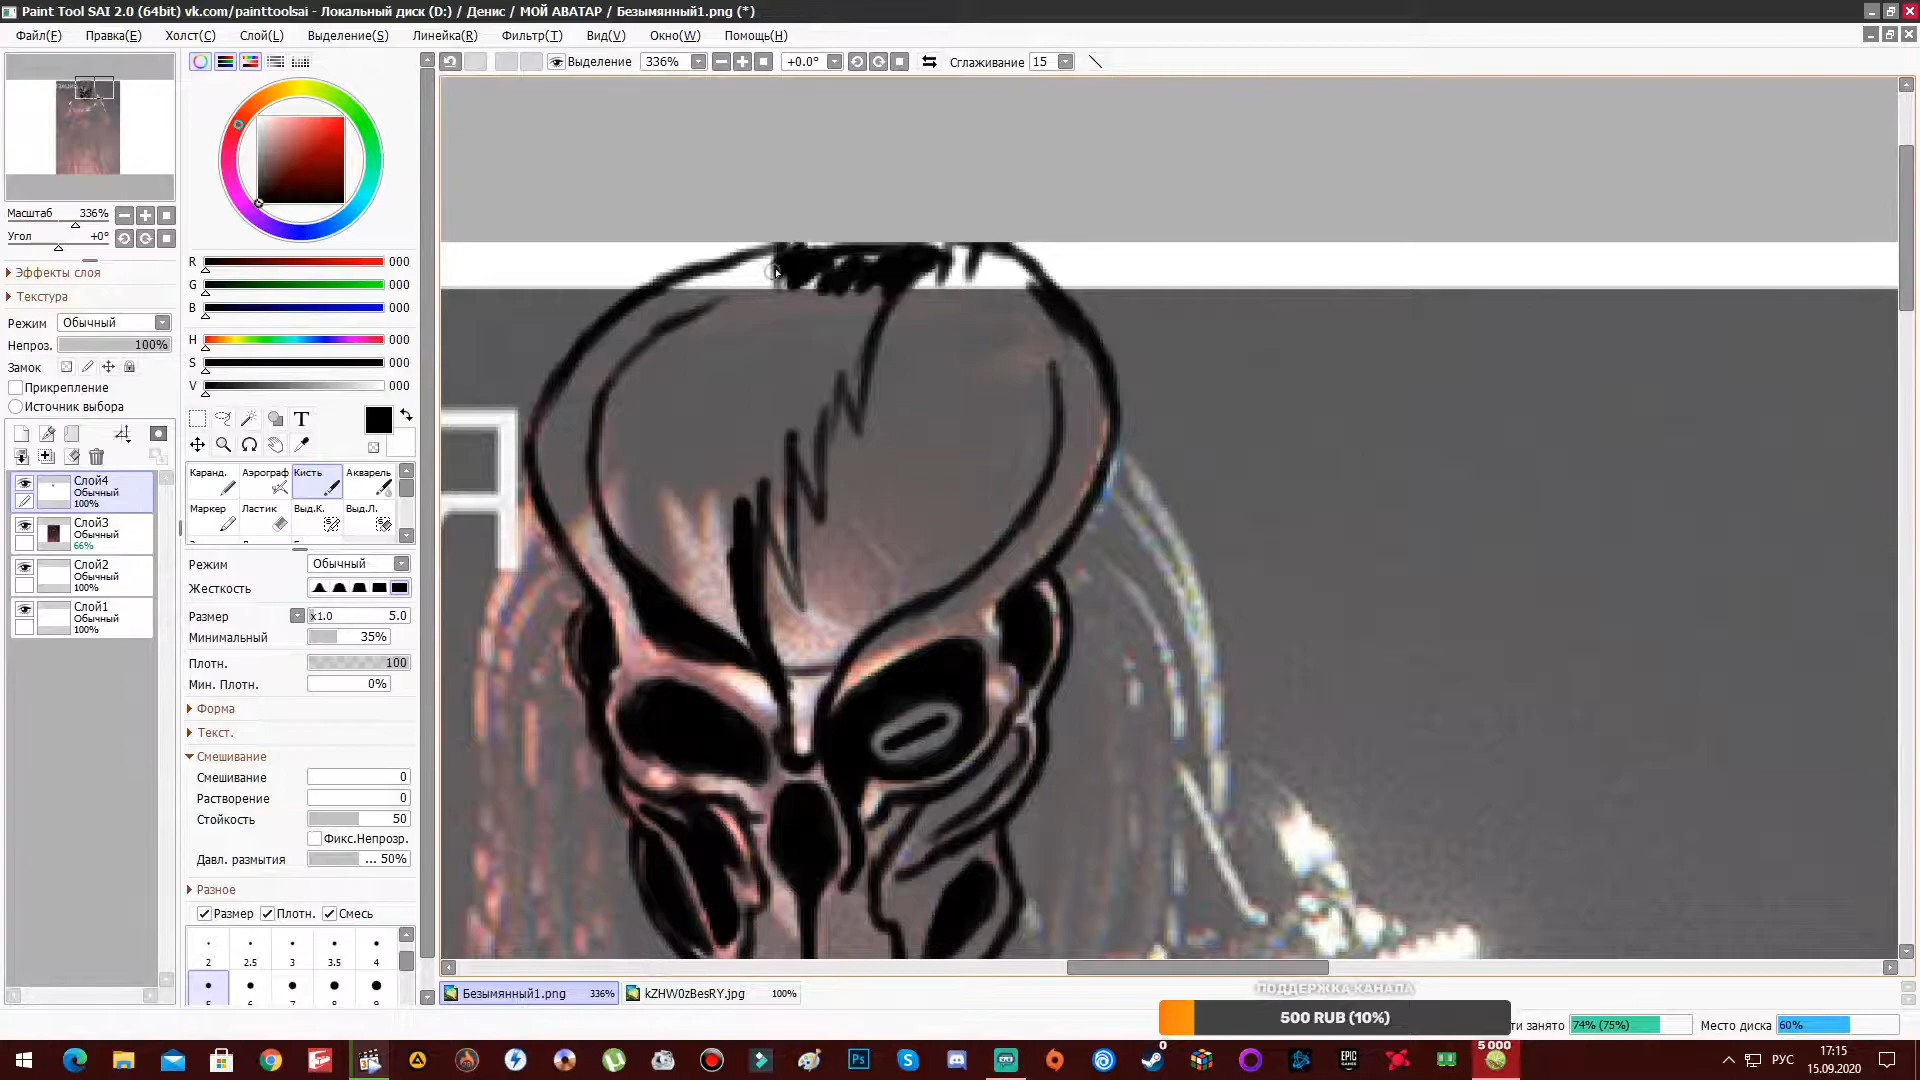 Paint Tool SAI 2.0 (64bit) vk.com/painttoolsai - Локальный диск (D:) / Денис / МОЙ АВАТАР / Безымянный1.png (*)
Файл(F) Правка(E) Холст(C) Слой(L) Выделение(S) Линейка(R) Фильтр(T) Вид(V) Окно(W) Помощь(H)
Выделение 336% +0.0° Сглаживание 15
Масштаб 336%
Угол +0°
Эффекты слоя
Текстура
Режим Обычный
Непроз. 100%
Замок
Прикрепление
Источник выбора
Слой4
Обычный
100%
Слой3
Обычный
66%
Слой2
Обычный
100%
Слой1
Обычный
100%
R 000
G 000
B 000
H 000
S 000
V 000
T
Каранд. Аэрограф Кисть Акварель
Маркер Ластик Выд.К. Выд.Л.
Режим Обычный
Жесткость
Размер x1.0 5.0
Минимальный 35%
Плотн. 100
Мин. Плотн. 0%
Форма
Текст.
Смешивание
Смешивание 0
Растворение 0
Стойкость 50
Фикс.Непрозр.
Давл. размытия ... 50%
Разное
Размер Плотн. Смесь
2 2.5 3 3.5 4
Безымянный1.png 336% kZHW0zBesRY.jpg 100%
ПОДДЕРЖКА КАНАЛА
500 RUB (10%)
0
ти занято 74% (75%) Место диска 60%
Ps
EPIC GAMES
5 000
РУС
17:15
15.09.2020